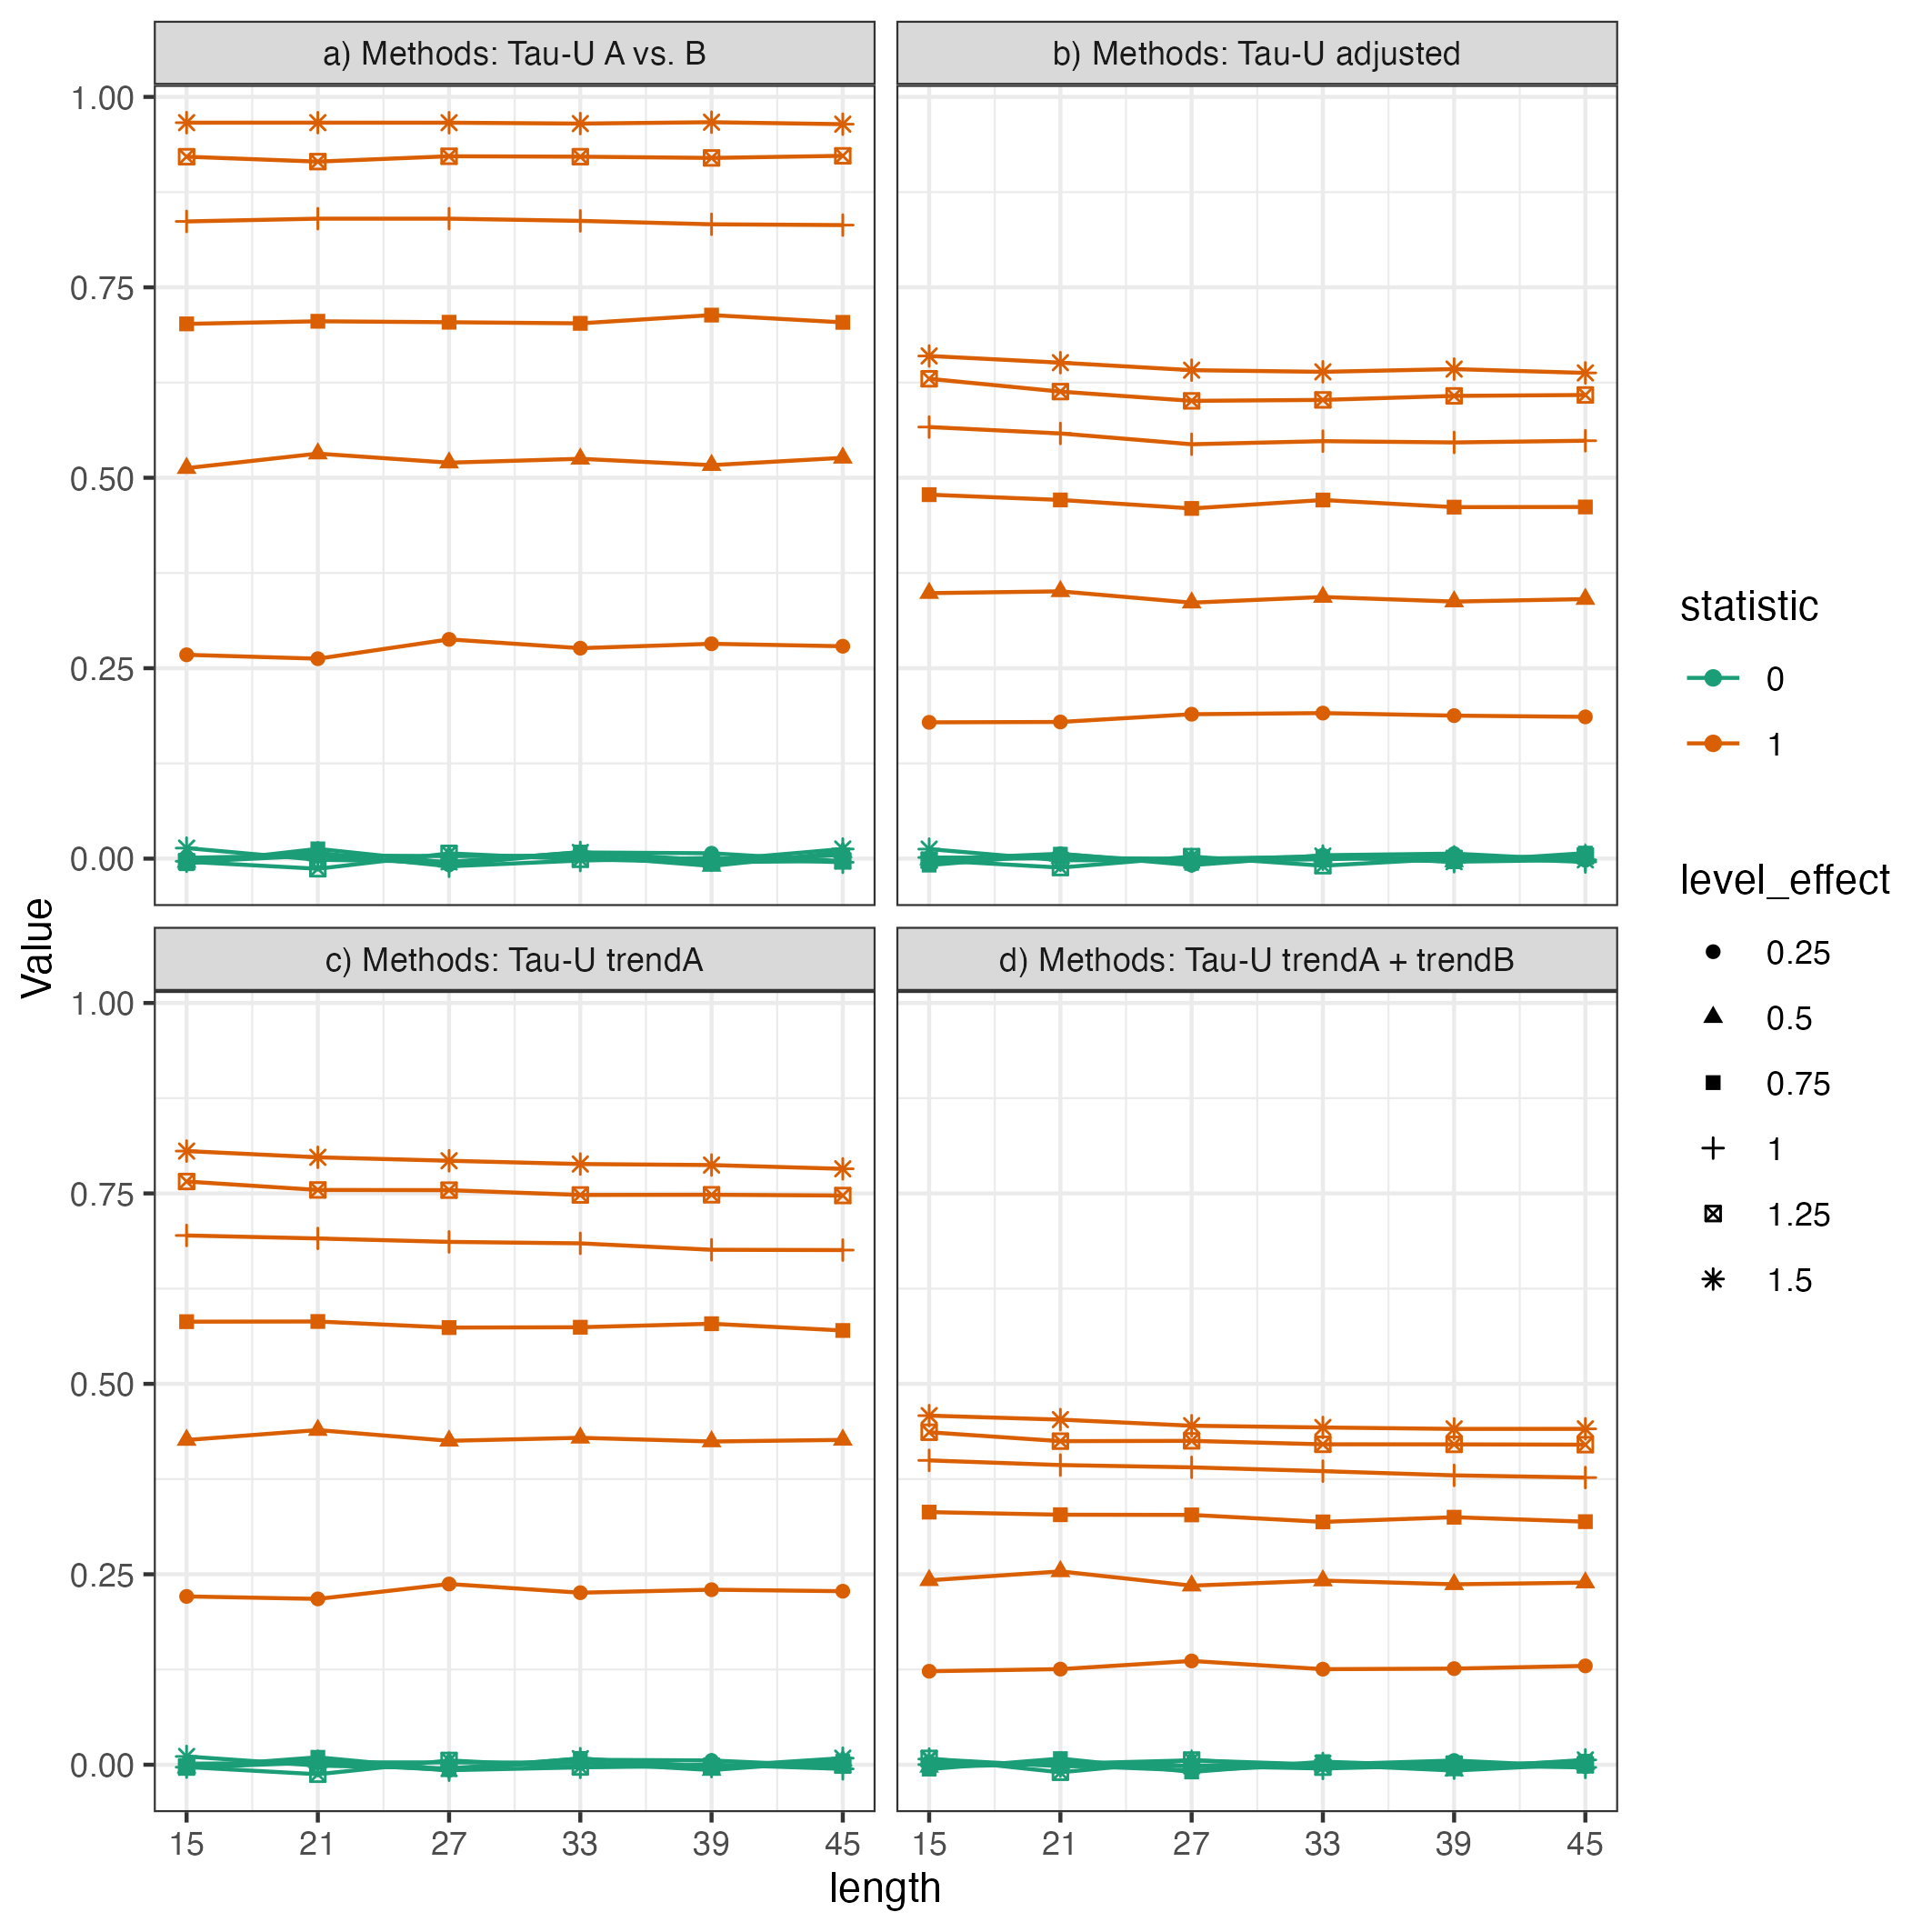 a) Methods: Tau-U A vs. B
b) Methods: Tau-U adjusted
1.00
0.75
0.50
0.25
0.00
c) Methods: Tau-U trendA
d) Methods: Tau-U trendA + trendB
1.00
0.75
0.50
0.25
0.00
15 21 27 33 39 45
15 21 27 33 39 45
length
Value
statistic
0
1
level_effect
0.25
0.5
0.75
1
1.25
1.5